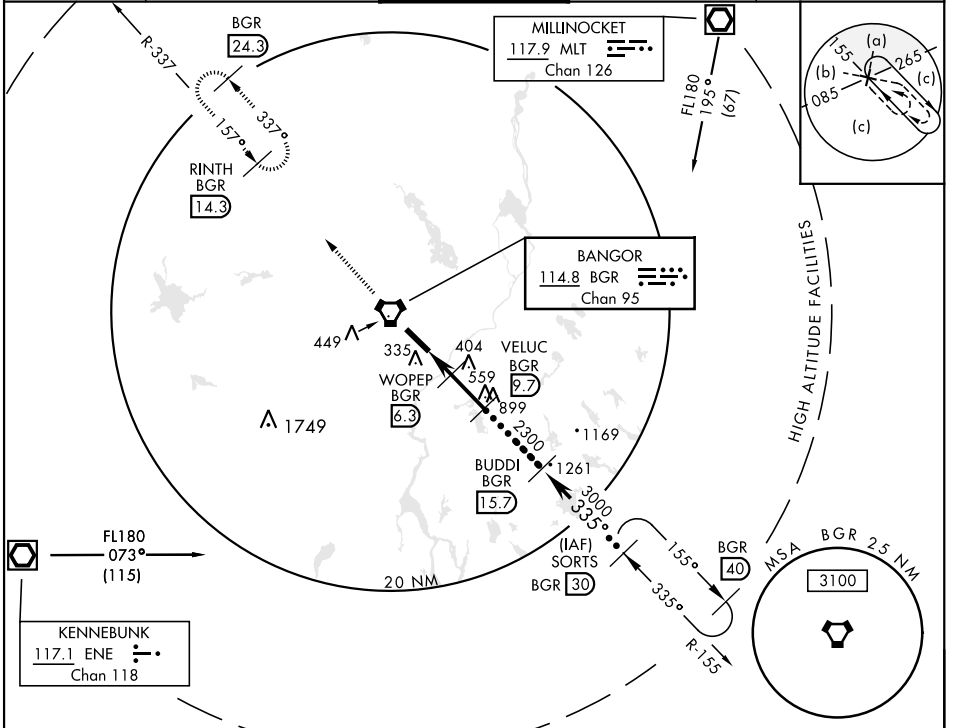 BGR
24.3
R-337
337°
157°
RINTH
BGR
14.3
MILLINOCKET
117.9 MLT
Chan 126
FL180
195°
(67)
155
(a)
265
(b)
(c)
085
(c)
HIGH ALTITUDE FACILITIES
BANGOR
114.8 BGR
Chan 95
449
335
404
VELUC
BGR
9.7
559
899
WOPEP
BGR
6.3
1749
2300
1169
BUDDI
BGR
15.7
1261
3000
335°
(IAF)
SORTS
BGR 30
155°
BGR
40
335°
R-155
20 NM
FL180
073°
(115)
KENNEBUNK
117.1 ENE
Chan 118
MSA BGR 25 NM
3100